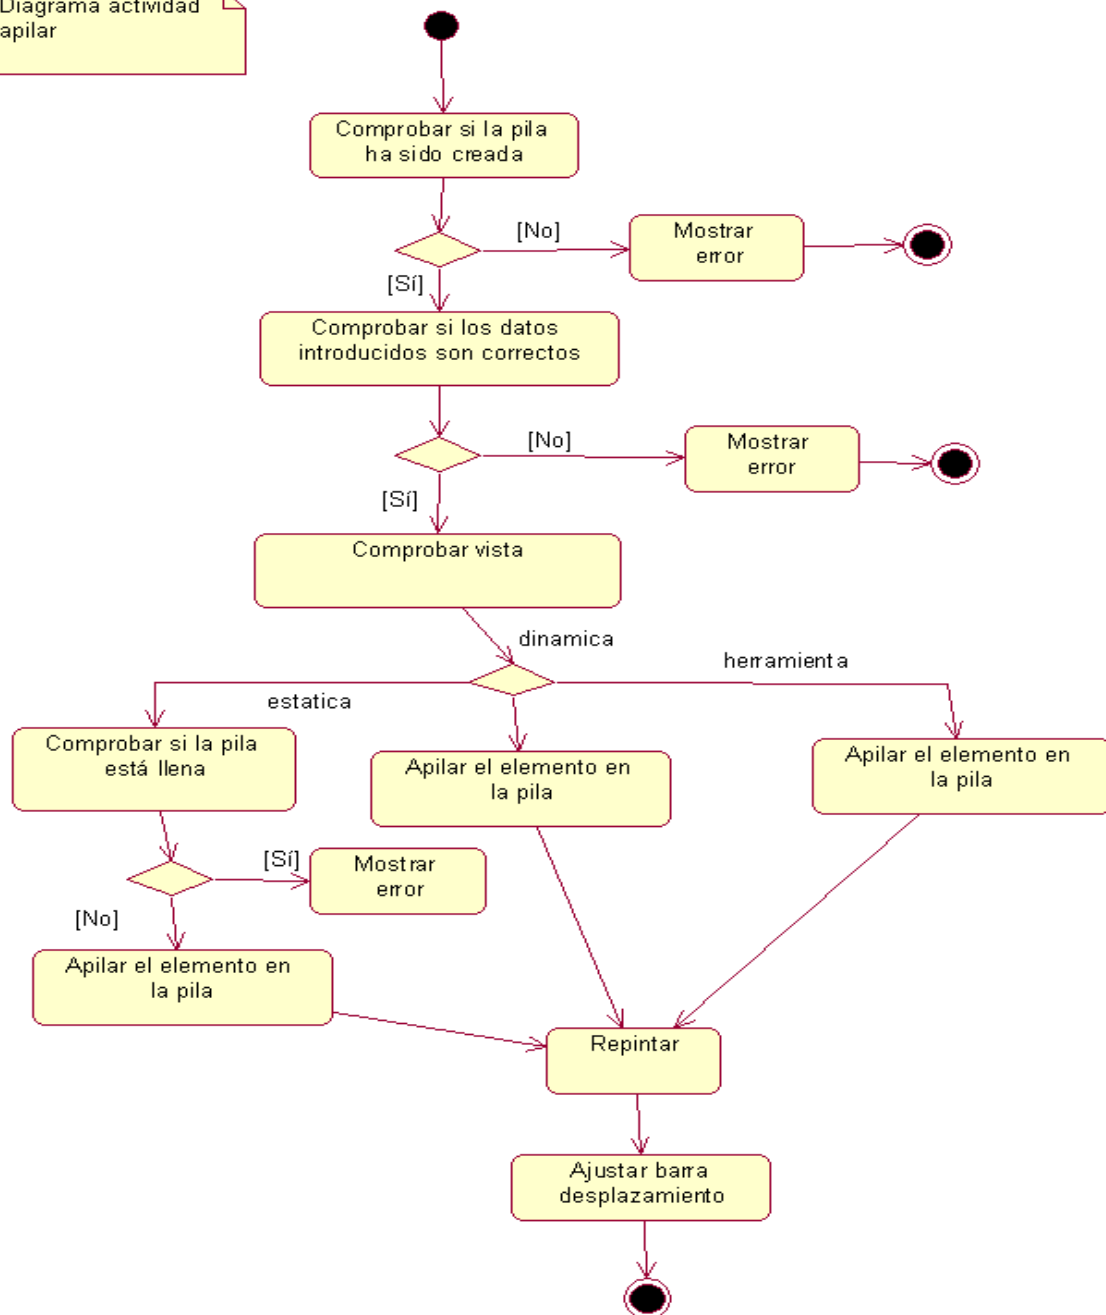 Diagrama actividad
apilar
Comprobar si la pila
ha sido creada
[No]
Mostrar
error
[Sí]
Comprobar si los datos
introducidos son correctos
[No]
Mostrar
error
[Sí]
Comprobar vista
dinamica
herramienta
estatica
Comprobar si la pila
está llena
Apilar el elemento en
la pila
Apilar el elemento en
la pila
[Sí]
Mostrar
error
[No]
Apilar el elemento en
la pila
Repintar
Ajustar barra
desplazamiento